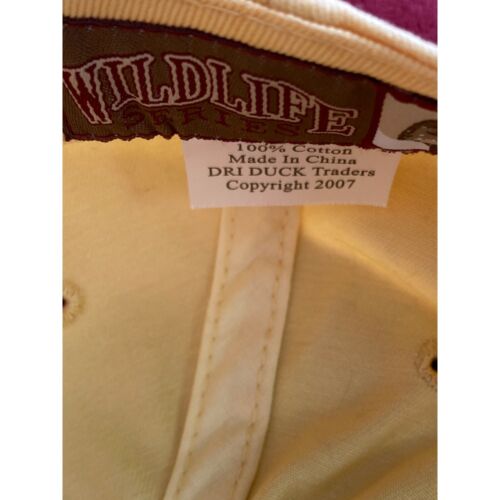 WILDLIFE
SERIES
100% Cotton
Made In China
DRI DUCK Traders
Copyright 2007